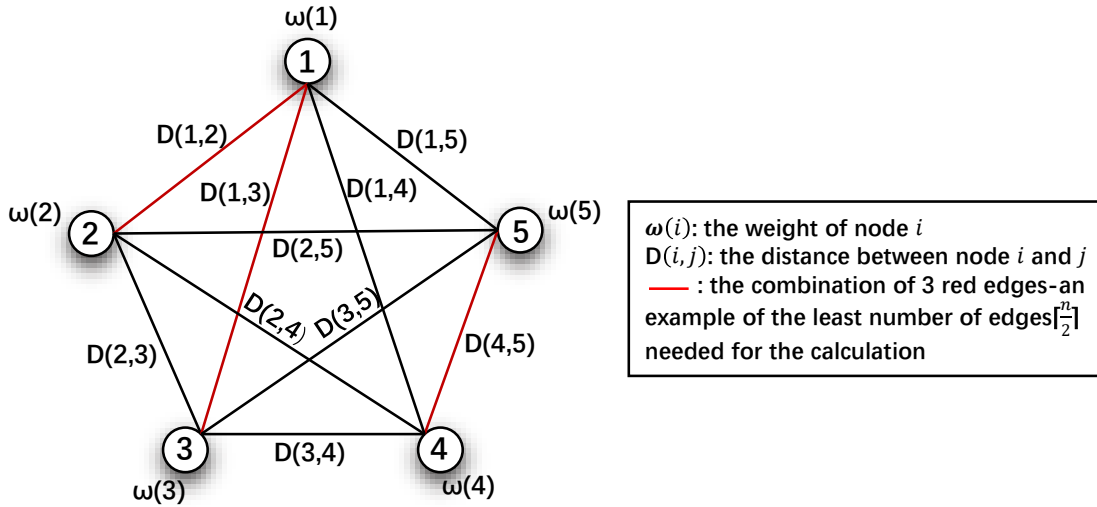 ω(1)
1
D(1,2)
D(1,5)
D(1,3)
D(1,4)
ω(2)
2
ω(5)
5
D(2,5)
D(2,4)
D(3,5)
D(2,3)
D(4,5)
3
4
D(3,4)
ω(3)
ω(4)
ω(i): the weight of node i
D(i, j): the distance between node i and j
: the combination of 3 red edges-an
example of the least number of edges⌈n/2⌉
needed for the calculation